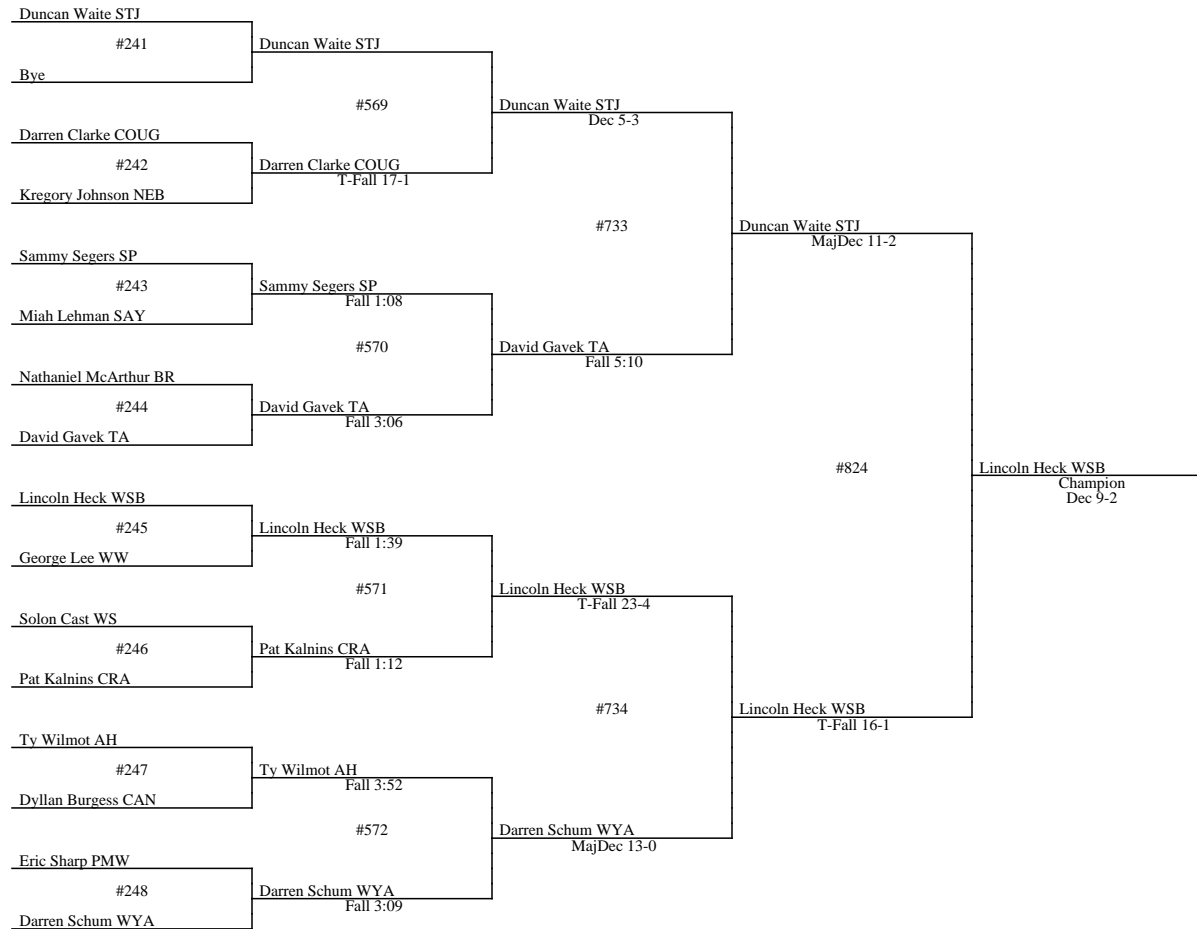 Duncan Waite STJ
#241
Duncan Waite STJ
Bye
#569
Duncan Waite STJ
Dec 5-3
Darren Clarke COUG
#242
Darren Clarke COUG
T-Fall 17-1
Kregory Johnson NEB
#733
Duncan Waite STJ
MajDec 11-2
Sammy Segers SP
#243
Sammy Segers SP
Fall 1:08
Miah Lehman SAY
#570
David Gavek TA
Fall 5:10
Nathaniel McArthur BR
#244
David Gavek TA
Fall 3:06
David Gavek TA
#824
Lincoln Heck WSB
Champion
Dec 9-2
Lincoln Heck WSB
#245
Lincoln Heck WSB
Fall 1:39
George Lee WW
#571
Lincoln Heck WSB
T-Fall 23-4
Solon Cast WS
#246
Pat Kalnins CRA
Fall 1:12
Pat Kalnins CRA
#734
Lincoln Heck WSB
T-Fall 16-1
Ty Wilmot AH
#247
Ty Wilmot AH
Fall 3:52
Dyllan Burgess CAN
#572
Darren Schum WYA
MajDec 13-0
Eric Sharp PMW
#248
Darren Schum WYA
Fall 3:09
Darren Schum WYA